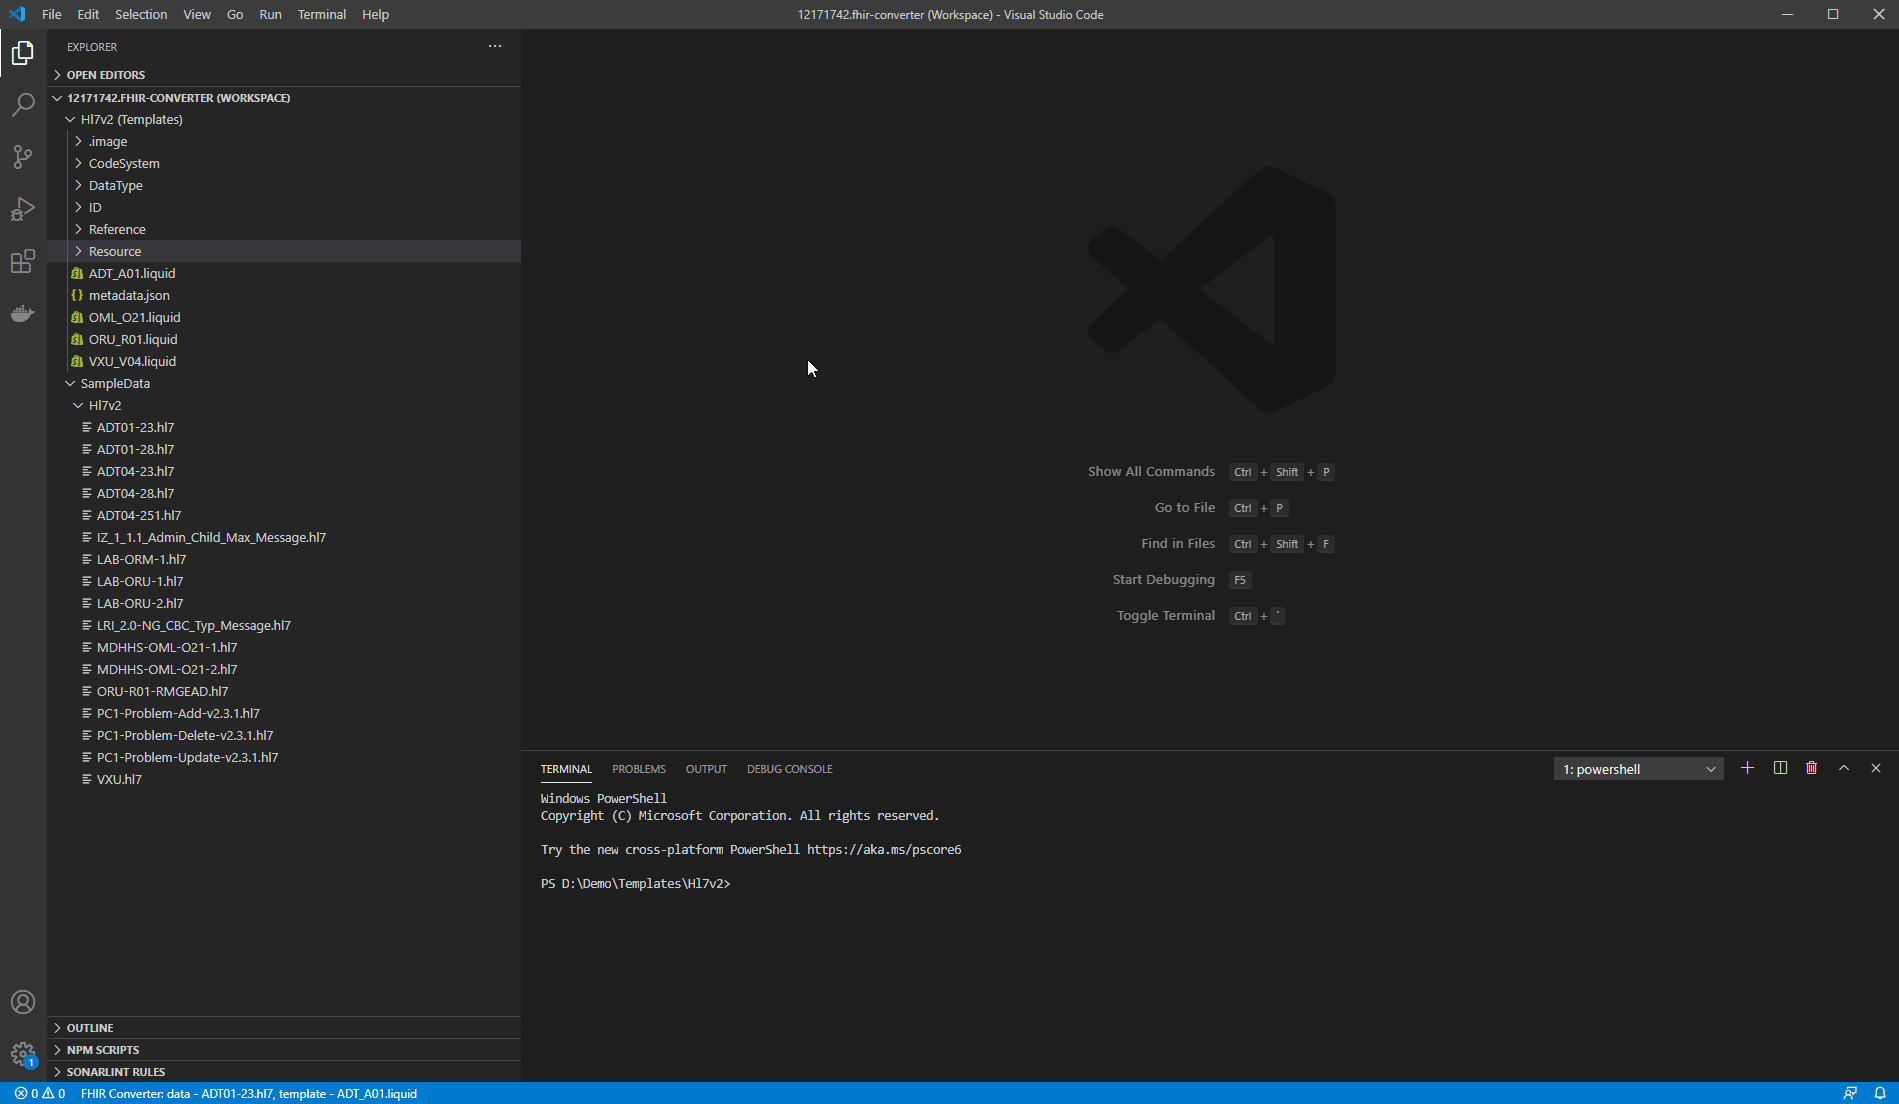 File Edit Selection View Go Run Terminal Help
12171742.fhir-converter (Workspace) - Visual Studio Code
EXPLORER
OPEN EDITORS
12171742.FHIR-CONVERTER (WORKSPACE)
Hl7v2 (Templates)
.image
CodeSystem
DataType
ID
Reference
Resource
ADT_A01.liquid
metadata.json
OML_O21.liquid
ORU_R01.liquid
VXU_V04.liquid
SampleData
Hl7v2
ADT01-23.hl7
ADT01-28.hl7
ADT04-23.hl7
ADT04-28.hl7
ADT04-251.hl7
IZ_1_1.1_Admin_Child_Max_Message.hl7
LAB-ORM-1.hl7
LAB-ORU-1.hl7
LAB-ORU-2.hl7
LRI_2.0-NG_CBC_Typ_Message.hl7
MDHHS-OML-O21-1.hl7
MDHHS-OML-O21-2.hl7
ORU-R01-RMGEAD.hl7
PC1-Problem-Add-v2.3.1.hl7
PC1-Problem-Delete-v2.3.1.hl7
PC1-Problem-Update-v2.3.1.hl7
VXU.hl7
OUTLINE
NPM SCRIPTS
SONARLINT RULES
Show All Commands Ctrl + Shift + P
Go to File Ctrl + P
Find in Files Ctrl + Shift + F
Start Debugging F5
Toggle Terminal Ctrl + `
TERMINAL PROBLEMS OUTPUT DEBUG CONSOLE
1: powershell
Windows PowerShell
Copyright (C) Microsoft Corporation. All rights reserved.
Try the new cross-platform PowerShell https://aka.ms/pscore6
PS D:\Demo\Templates\Hl7v2>
1
0 0 FHIR Converter: data - ADT01-23.hl7, template - ADT_A01.liquid